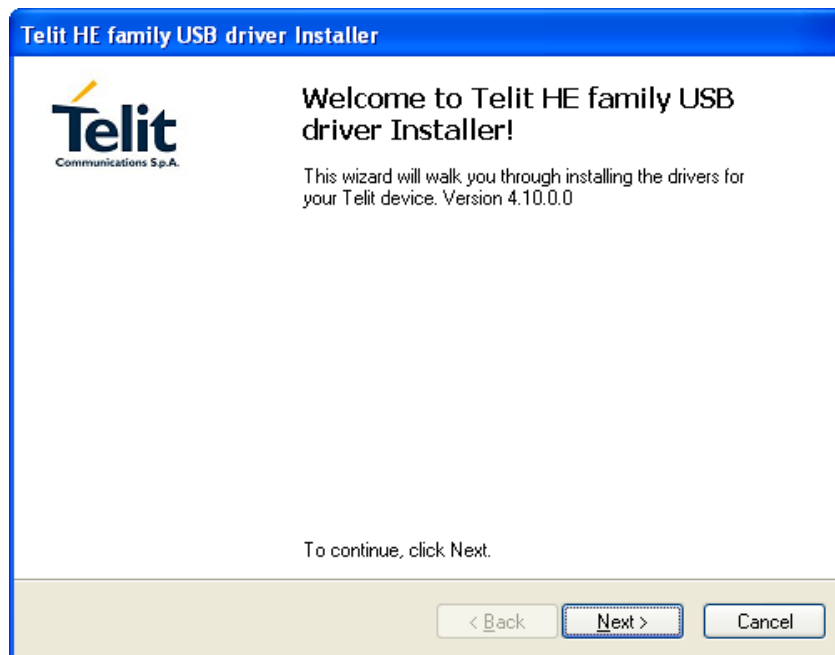 Telit HE family USB driver Installer
Telit
Communications S.p.A.
Welcome to Telit HE family USB
driver Installer!
This wizard will walk you through installing the drivers for
your Telit device. Version 4.10.0.0
To continue, click Next.
< Back
Next >
Cancel